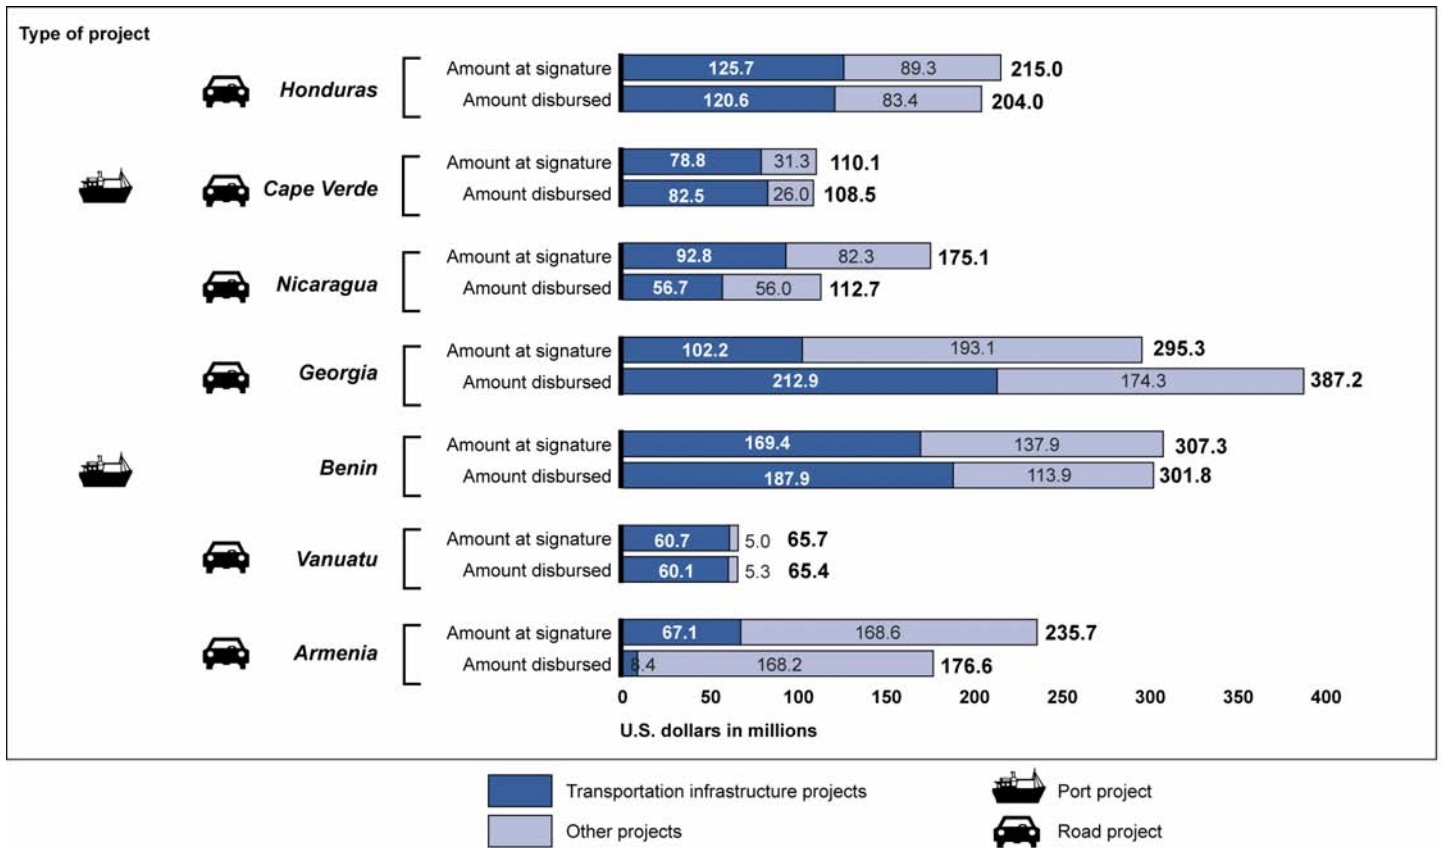 Type of project
Honduras
Amount at signature 125.7 89.3 215.0
Amount disbursed 120.6 83.4 204.0
Cape Verde
Amount at signature 78.8 31.3 110.1
Amount disbursed 82.5 26.0 108.5
Nicaragua
Amount at signature 92.8 82.3 175.1
Amount disbursed 56.7 56.0 112.7
Georgia
Amount at signature 102.2 193.1 295.3
Amount disbursed 212.9 174.3 387.2
Benin
Amount at signature 169.4 137.9 307.3
Amount disbursed 187.9 113.9 301.8
Vanuatu
Amount at signature 60.7 5.0 65.7
Amount disbursed 60.1 5.3 65.4
Armenia
Amount at signature 67.1 168.6 235.7
Amount disbursed 8.4 168.2 176.6
0 50 100 150 200 250 300 350 400
U.S. dollars in millions
Transportation infrastructure projects
Port project
Other projects
Road project